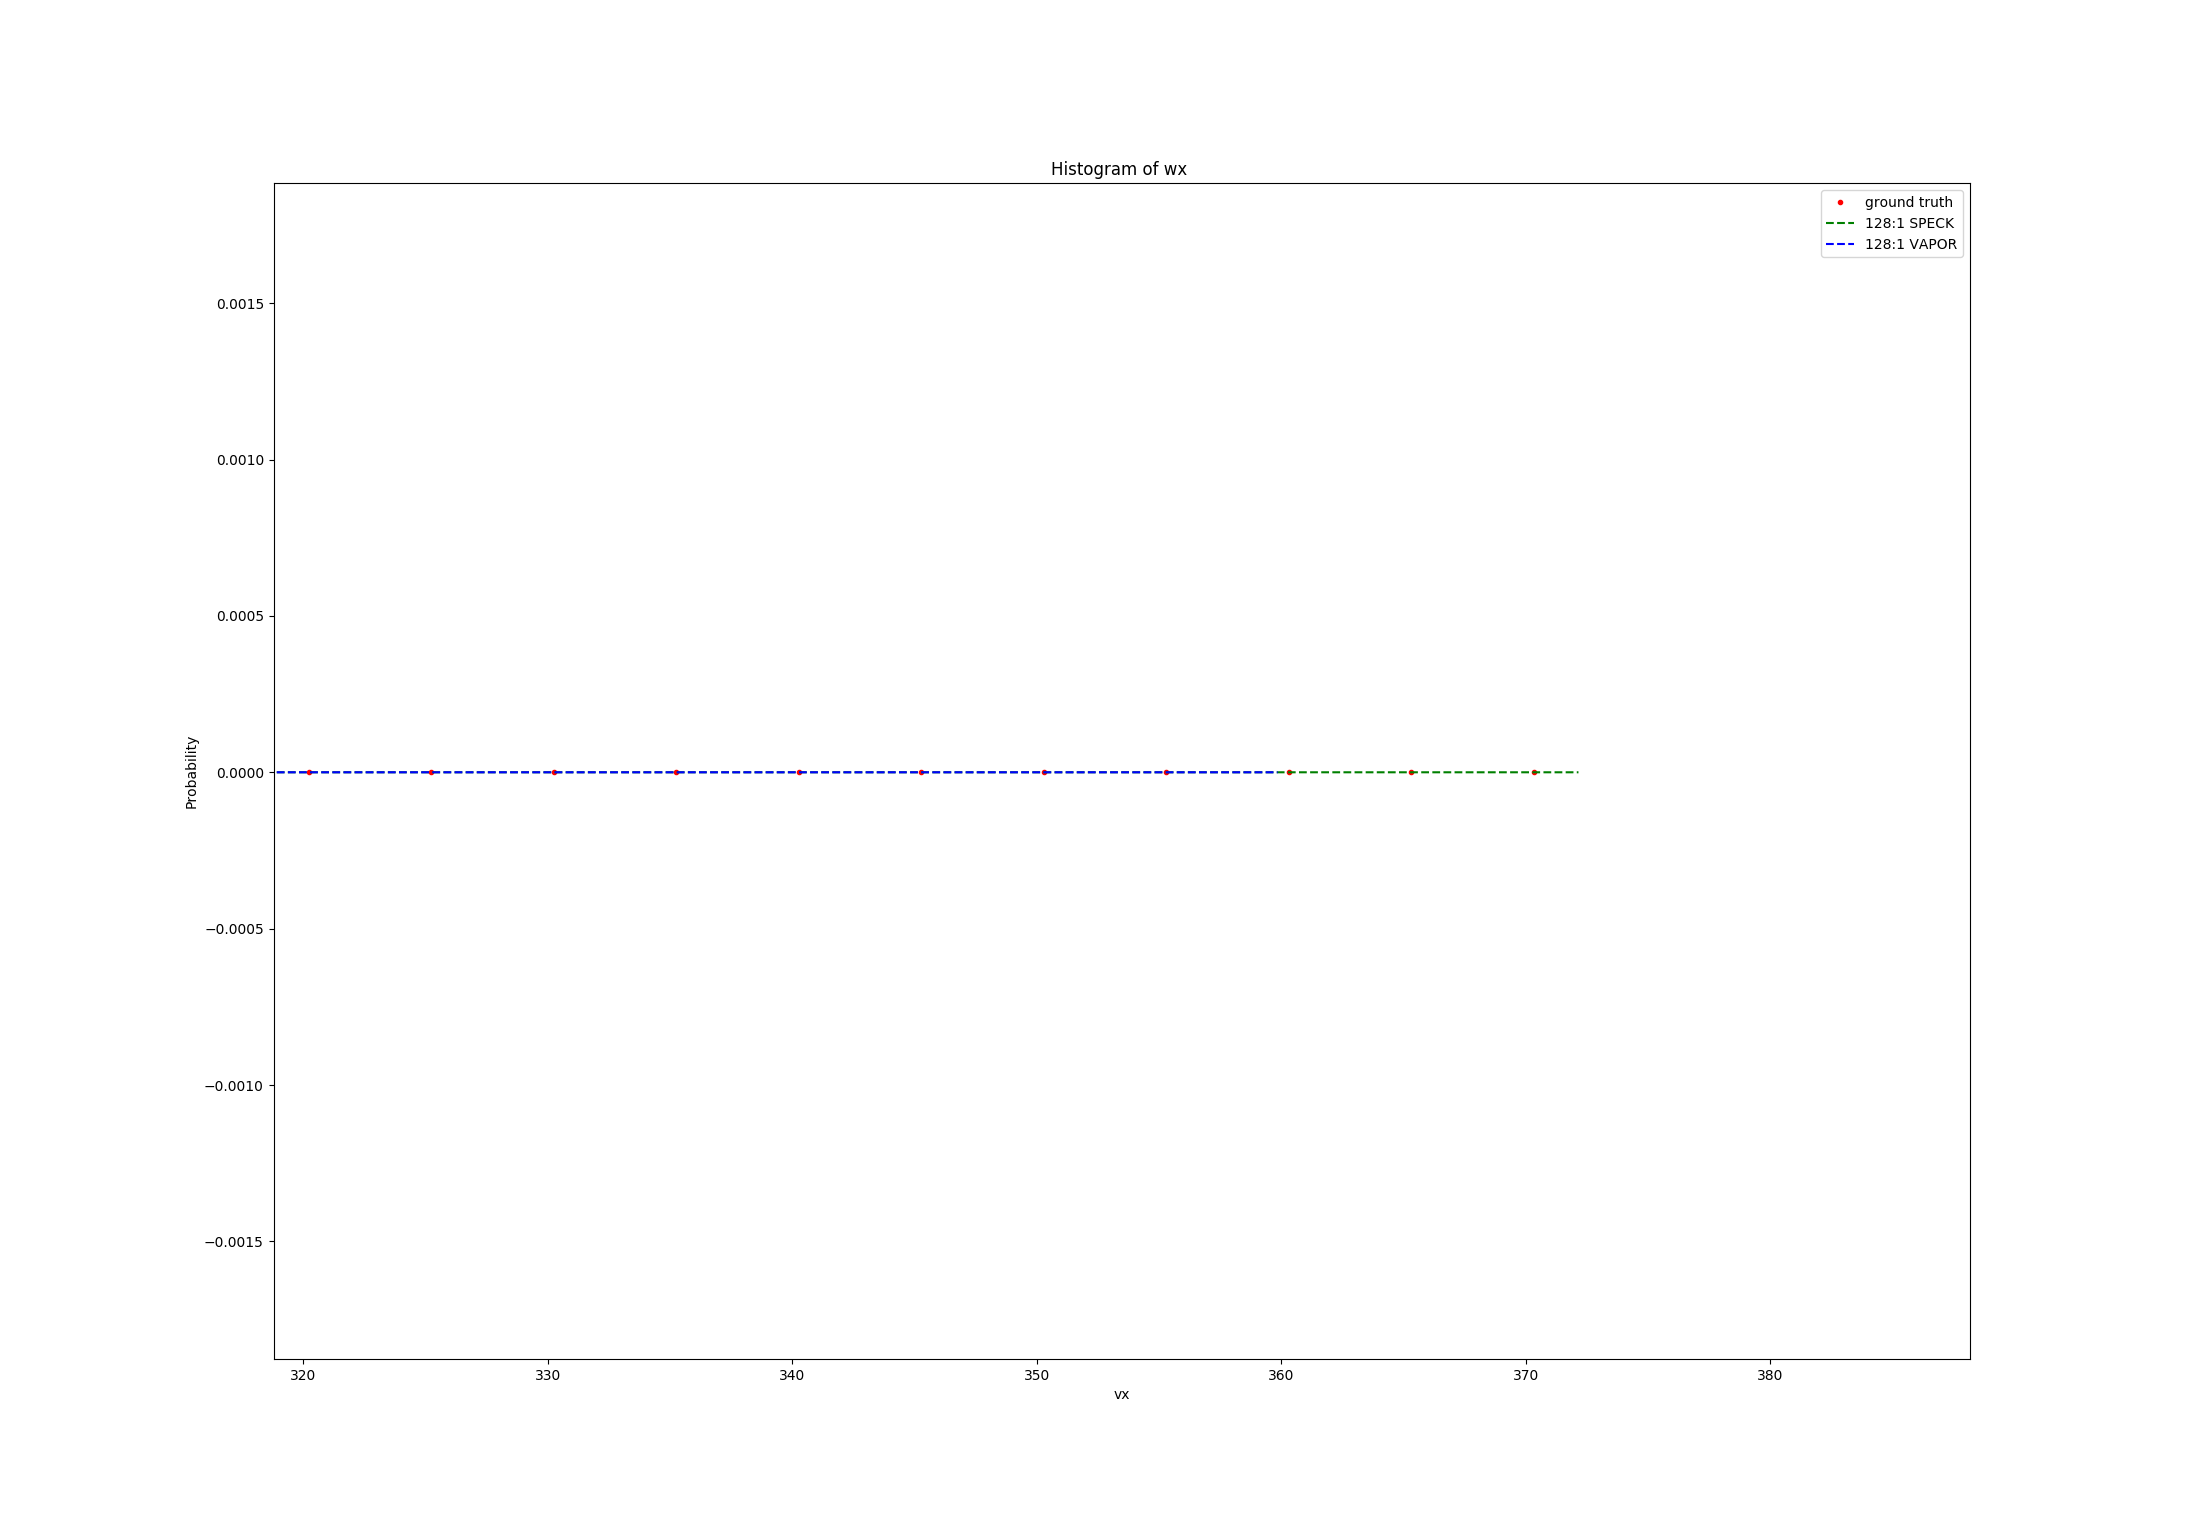 Histogram of wx
ground truth
128:1 SPECK
128:1 VAPOR
0.0015
0.0010
0.0005
0.0000
−0.0005
−0.0010
−0.0015
Probability
320 330 340 350 360 370 380
vx